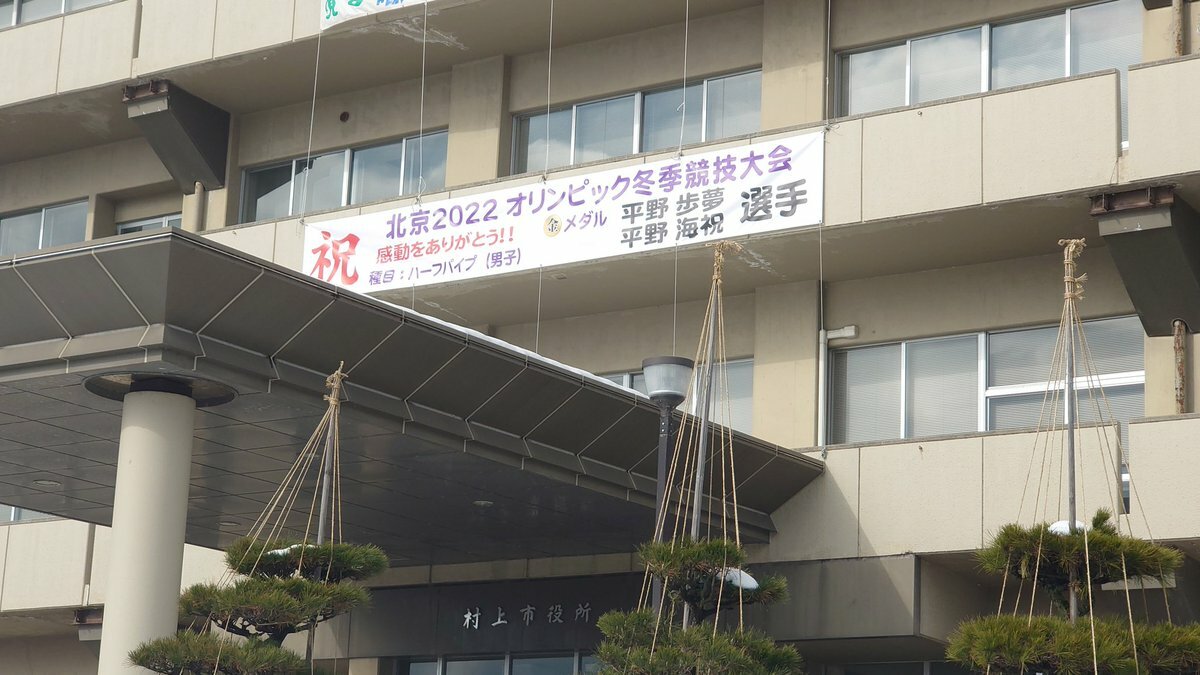 北京2022 オリンピック冬季競技大会
祝
感動をありがとう!!
種目:ハーフパイプ(男子)
金メダル
平野 歩夢
平野 海祝
選手
村上市役所